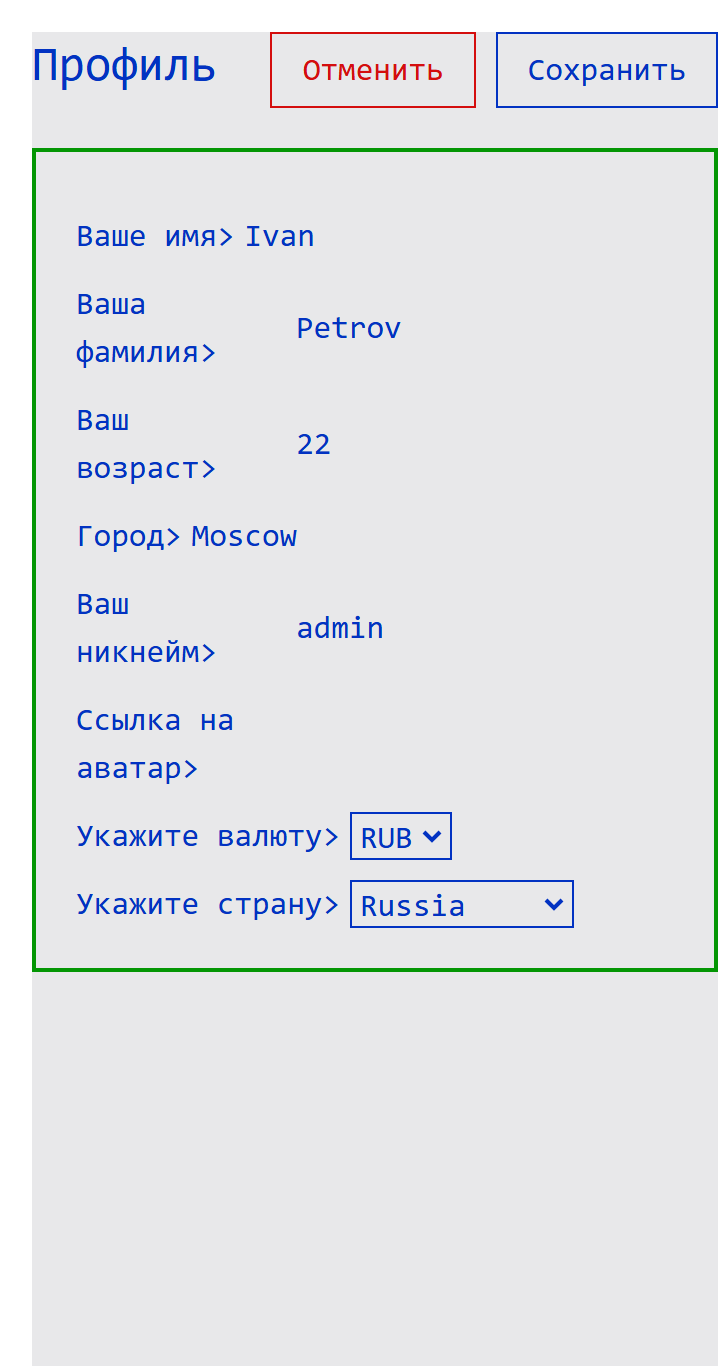 Профиль Отменить Сохранить
Ваше имя> Ivan
Ваша
фамилия> Petrov
Ваш
возраст> 22
Город> Moscow
Ваш
никнейм> admin
Ссылка на
аватар>
Укажите валюту> RUB
Укажите страну> Russia